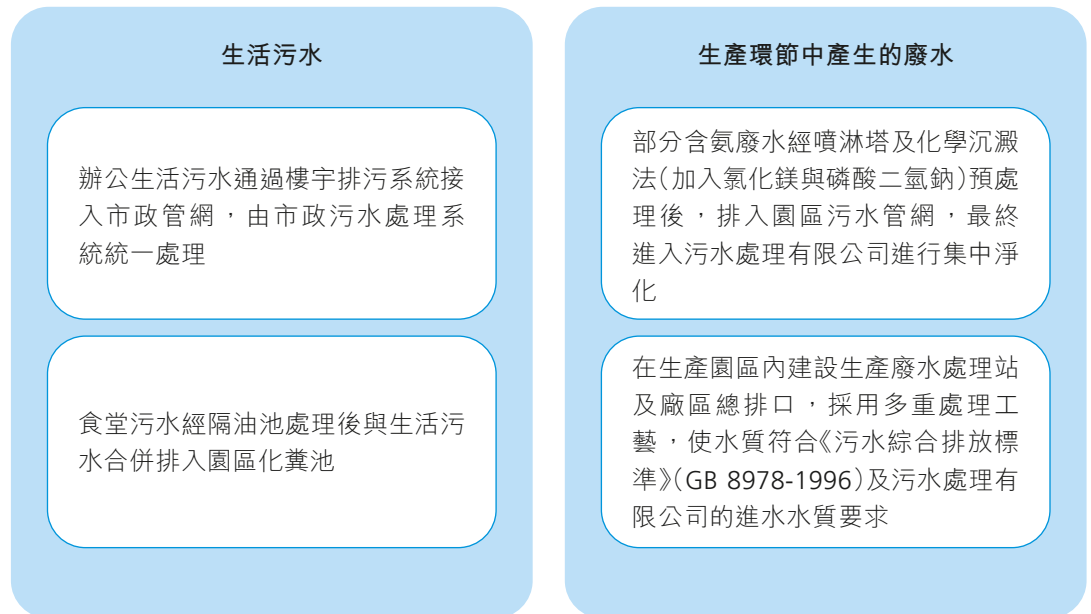 生活污水
辦公生活污水通過樓宇排污系統接
入市政管網，由市政污水處理系
統統一處理
食堂污水經隔油池處理後與生活污
水合併排入園區化糞池
生產環節中產生的廢水
部分含氨廢水經噴淋塔及化學沉澱
法(加入氯化鎂與磷酸二氫鈉)預處
理後，排入園區污水管網，最終
進入污水處理有限公司進行集中淨
化
在生產園區內建設生產廢水處理站
及廠區總排口，採用多重處理工
藝，使水質符合《污水綜合排放標
準》(GB 8978-1996)及污水處理有
限公司的進水水質要求